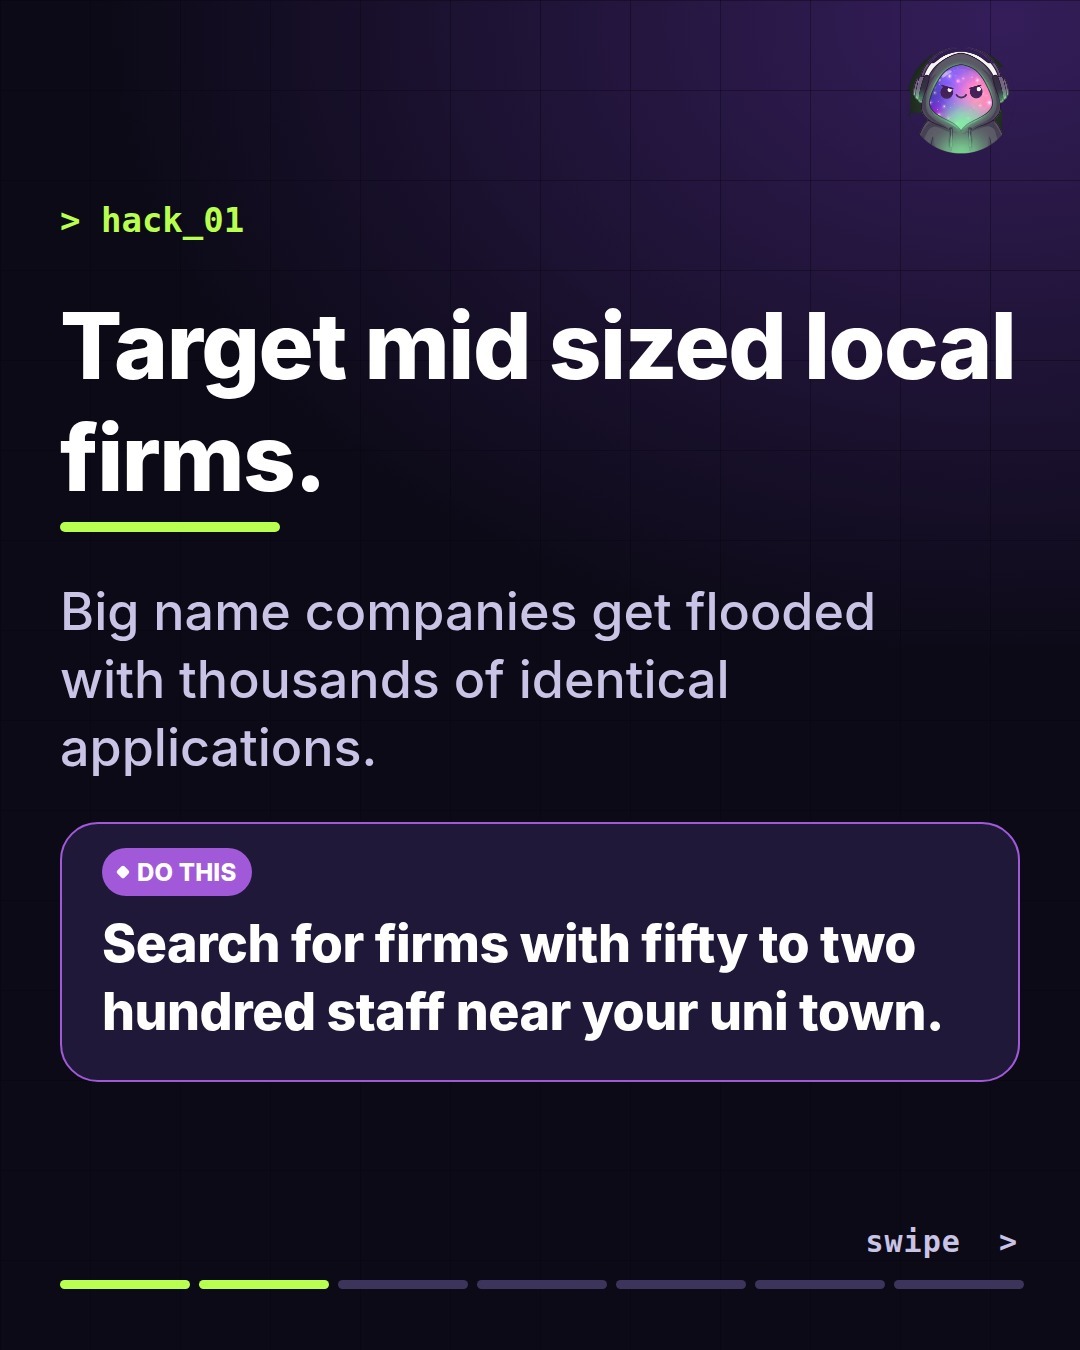 > hack_01
Target mid sized local
firms.
Big name companies get flooded
with thousands of identical
applications.
DO THIS
Search for firms with fifty to two
hundred staff near your uni town.
swipe >